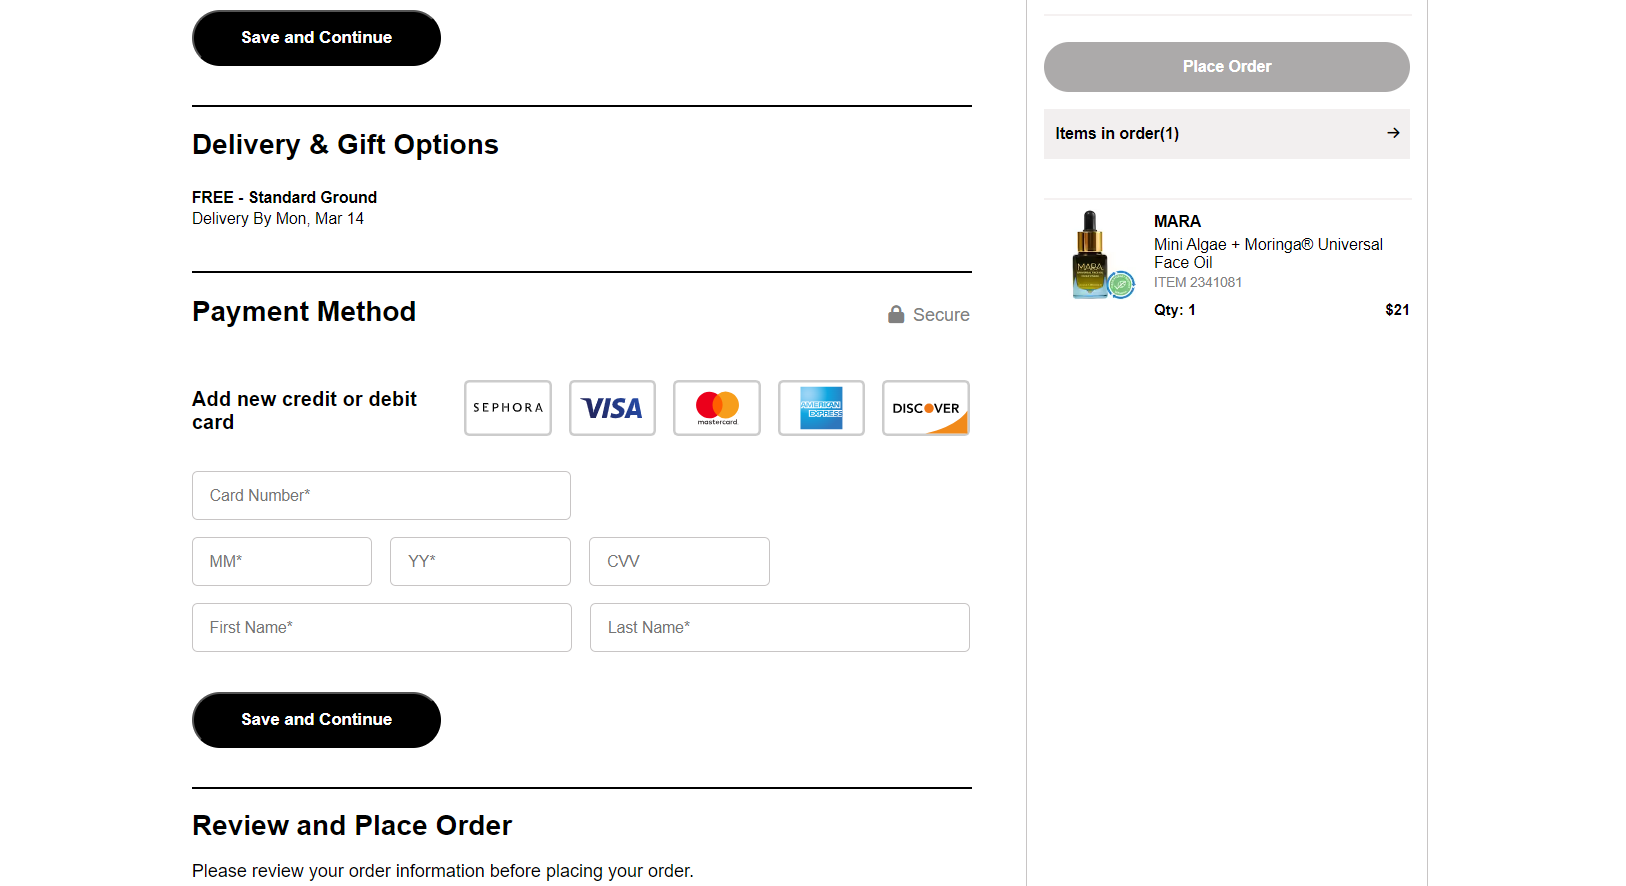 Save and Continue
Delivery & Gift Options
FREE - Standard Ground
Delivery By Mon, Mar 14
Payment Method
Secure
Add new credit or debit
card
SEPHORA
VISA
mastercard
AMERICAN
EXPRESS
DISCOVER
Card Number*
MM*
YY*
CVV
First Name*
Last Name*
Save and Continue
Review and Place Order
Please review your order information before placing your order.
Place Order
Items in order(1)
MARA
MARA
Mini Algae + Moringa® Universal
Face Oil
ITEM 2341081
Qty: 1
$21